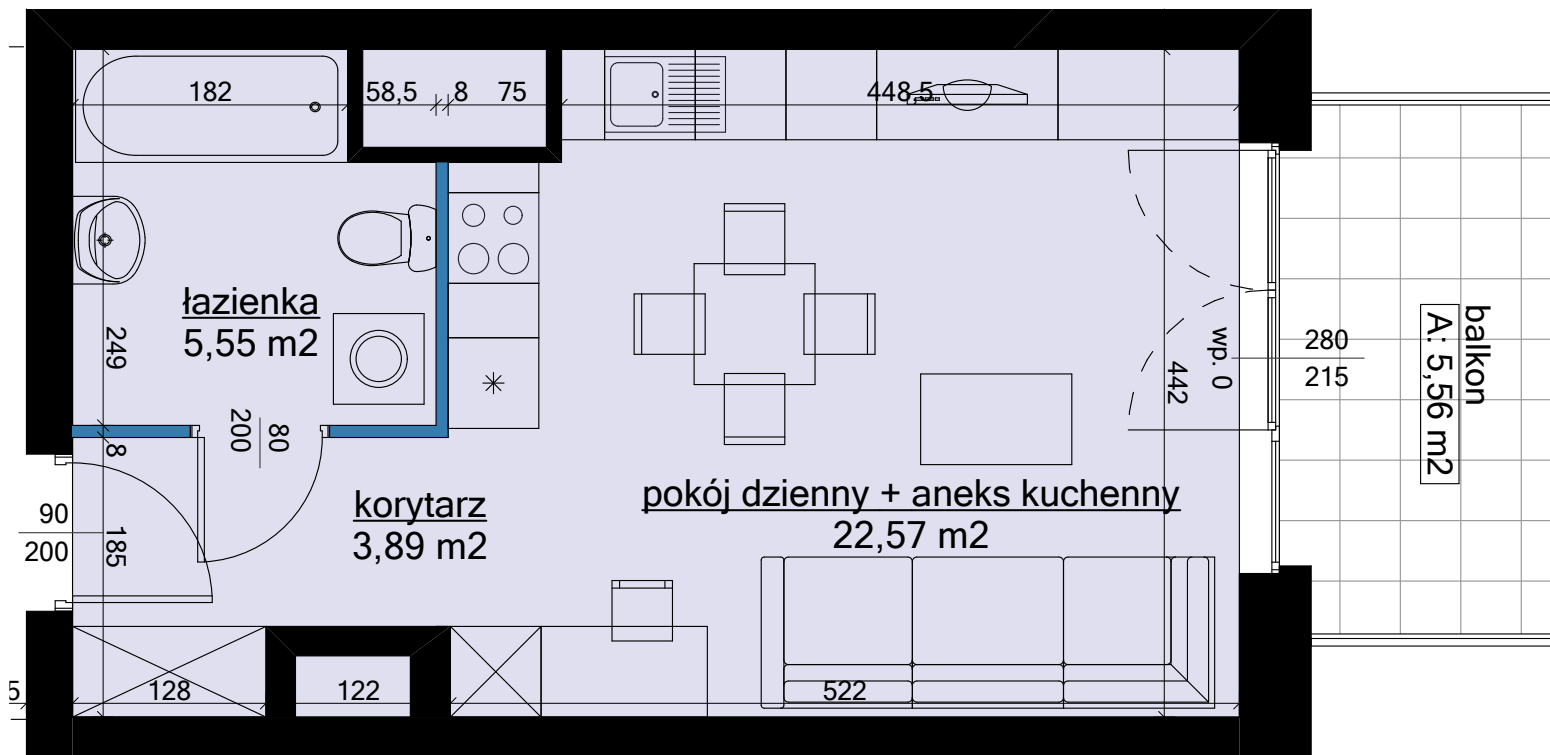 182
58,5
8
75
448,5
łazienka
5,55 m2
249
80
200
8
185
90
200
korytarz
3,89 m2
pokój dzienny + aneks kuchenny
22,57 m2
442
wp. 0
280
215
balkon
A: 5,56 m2
5
128
122
522